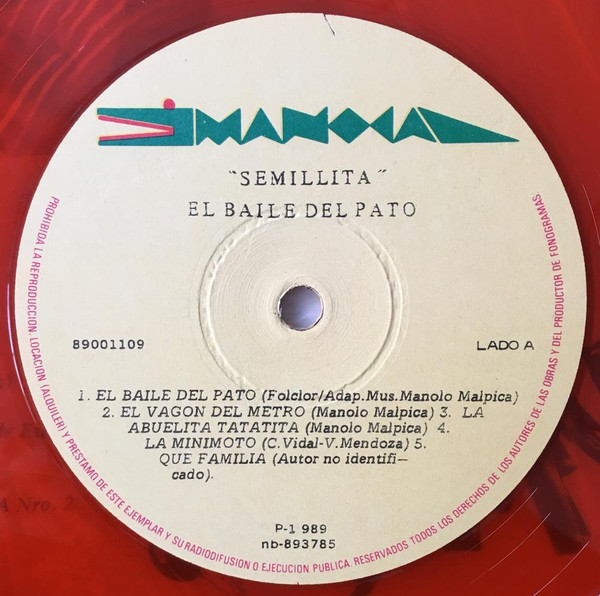 MANOCA
"SEMILLITA"
EL BAILE DEL PATO
89001109
LADO A
1. EL BAILE DEL PATO (Folclor/Adap.Mus.Manolo Malpica)
2. EL VAGON DEL METRO (Manolo Malpica) 3. LA
ABUELITA TATATITA (Manolo Malpica) 4.
LA MINIMOTO (C.Vidal-V.Mendoza) 5.
QUE FAMILIA (Autor no identifi-
cado).
P-1 989
nb-893785
PROHIBIDA LA REPRODUCCION, LOCACION (ALQUILER) Y PRESTAMO DE ESTE EJEMPLAR Y SU RADIODIFUSION O EJECUCION PUBLICA. RESERVADOS TODOS LOS DERECHOS DE LOS AUTORES DE LAS OBRAS Y DEL PRODUCTOR DE FONOGRAMAS.
A Nro. 2